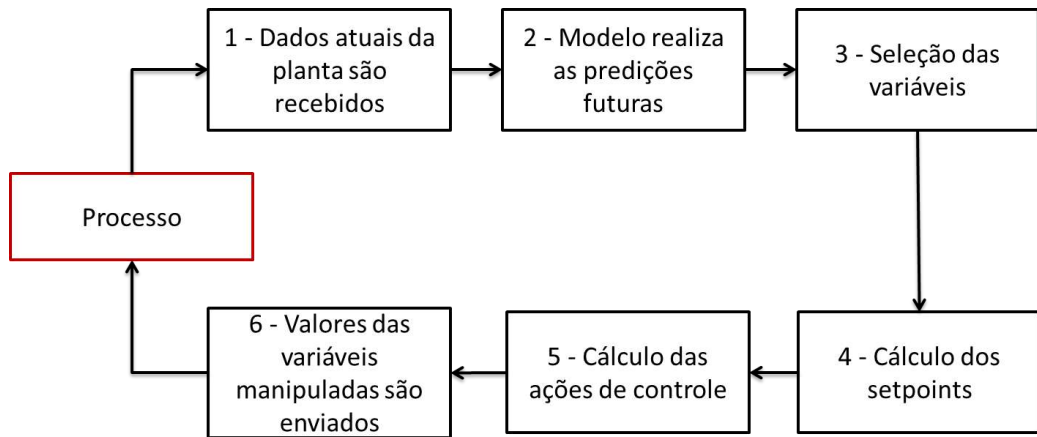 1 - Dados atuais da
planta são
recebidos
2 - Modelo realiza
as predições
futuras
3 - Seleção das
variáveis
Processo
6 - Valores das
variáveis
manipuladas são
enviados
5 - Cálculo das
ações de controle
4 - Cálculo dos
setpoints